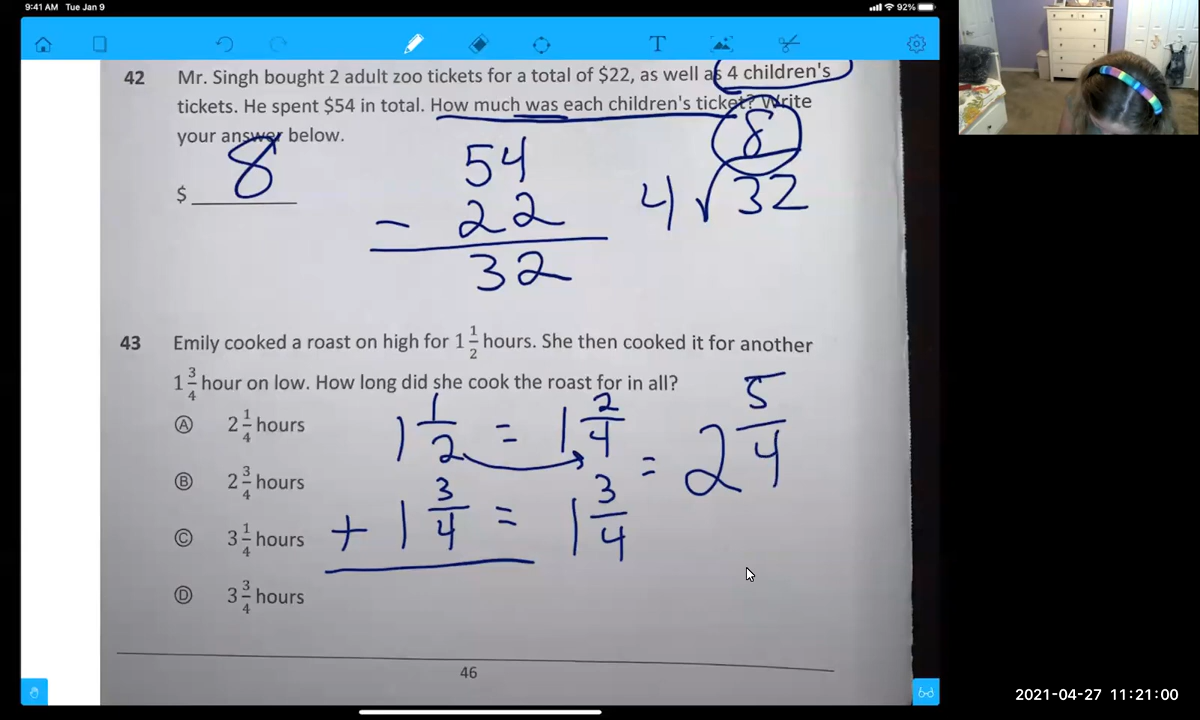 9:41 AM Tue Jan 9
92%
T
42 Mr. Singh bought 2 adult zoo tickets for a total of $22, as well as 4 children's
tickets. He spent $54 in total. How much was each children's ticket? Write
your answer below.
$ 8
54
- 22
32
8
4 √32
43 Emily cooked a roast on high for 1 1/2 hours. She then cooked it for another
1 3/4 hour on low. How long did she cook the roast for in all?
Ⓐ 2 1/4 hours
Ⓑ 2 3/4 hours
Ⓒ 3 1/4 hours
Ⓓ 3 3/4 hours
1 1/2 = 1 2/4
+ 1 3/4 = 1 3/4
= 2 5/4
46
2021-04-27 11:21:00